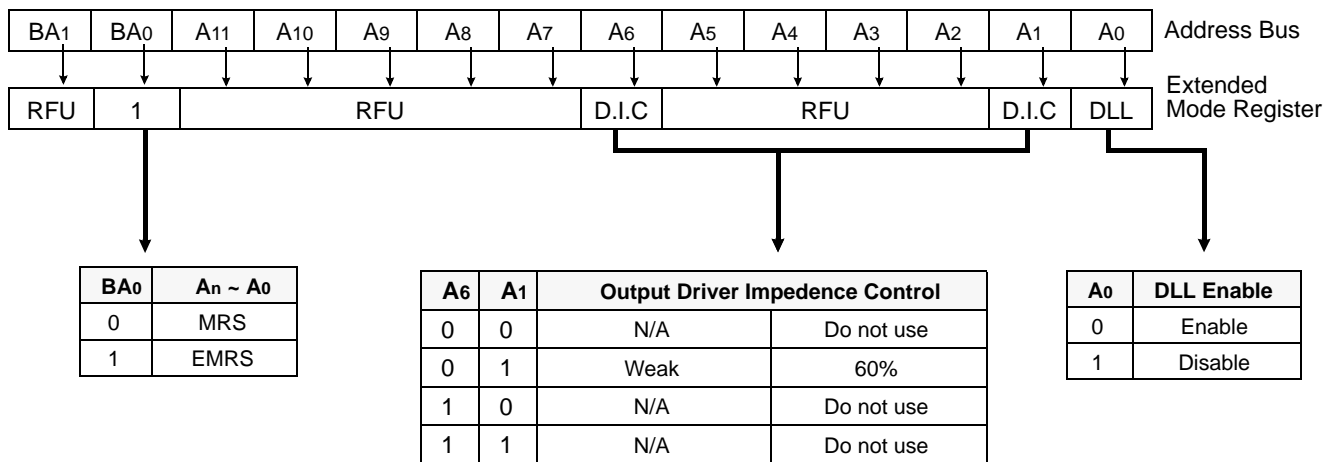 BA1 BA0 A11 A10 A9 A8 A7 A6 A5 A4 A3 A2 A1 A0 Address Bus
RFU 1 RFU D.I.C RFU D.I.C DLL Extended
Mode Register
BA0 An ~ A0
0 MRS
1 EMRS
A6 A1 Output Driver Impedence Control
0 0 N/A Do not use
0 1 Weak 60%
1 0 N/A Do not use
1 1 N/A Do not use
A0 DLL Enable
0 Enable
1 Disable